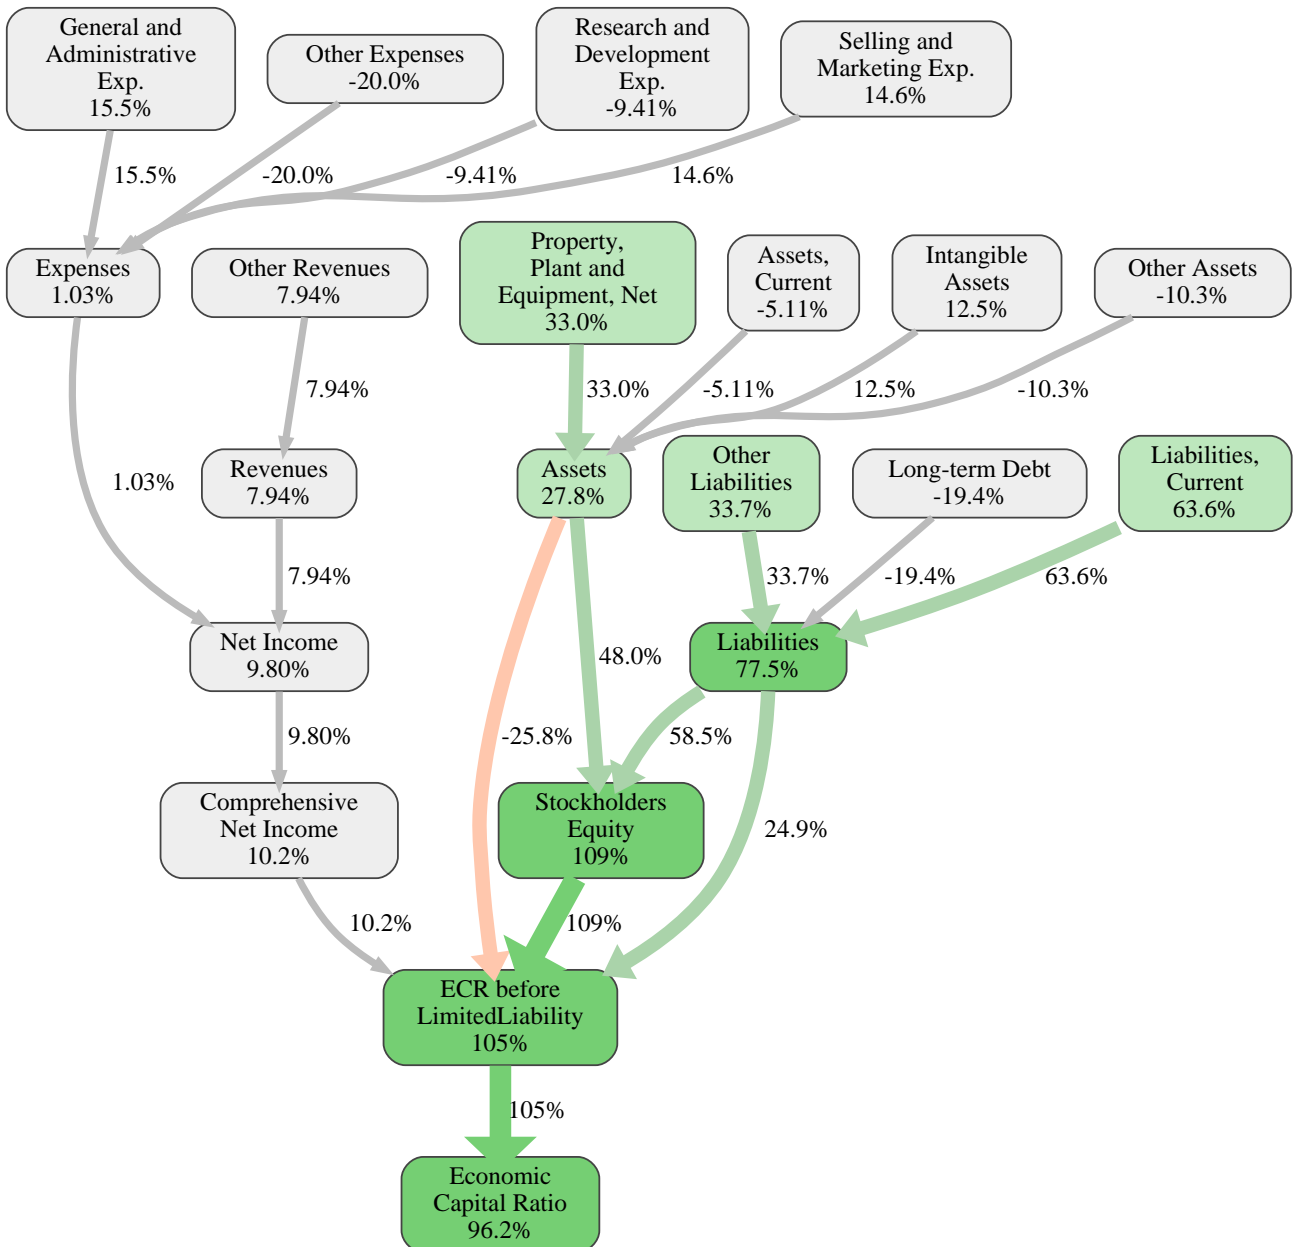 General and
Administrative
Exp.
15.5%
Other Expenses
-20.0%
Research and
Development
Exp.
-9.41%
Selling and
Marketing Exp.
14.6%
15.5%
-20.0%
-9.41%
14.6%
Expenses
1.03%
Other Revenues
7.94%
Property,
Plant and
Equipment, Net
33.0%
Assets,
Current
-5.11%
Intangible
Assets
12.5%
Other Assets
-10.3%
7.94%
33.0%
-5.11%
12.5%
-10.3%
1.03%
Revenues
7.94%
Assets
27.8%
Other
Liabilities
33.7%
Long-term Debt
-19.4%
Liabilities,
Current
63.6%
7.94%
33.7%
-19.4%
63.6%
Net Income
9.80%
48.0%
Liabilities
77.5%
9.80%
-25.8%
58.5%
Comprehensive
Net Income
10.2%
Stockholders
Equity
109%
24.9%
10.2%
109%
ECR before
LimitedLiability
105%
105%
Economic
Capital Ratio
96.2%